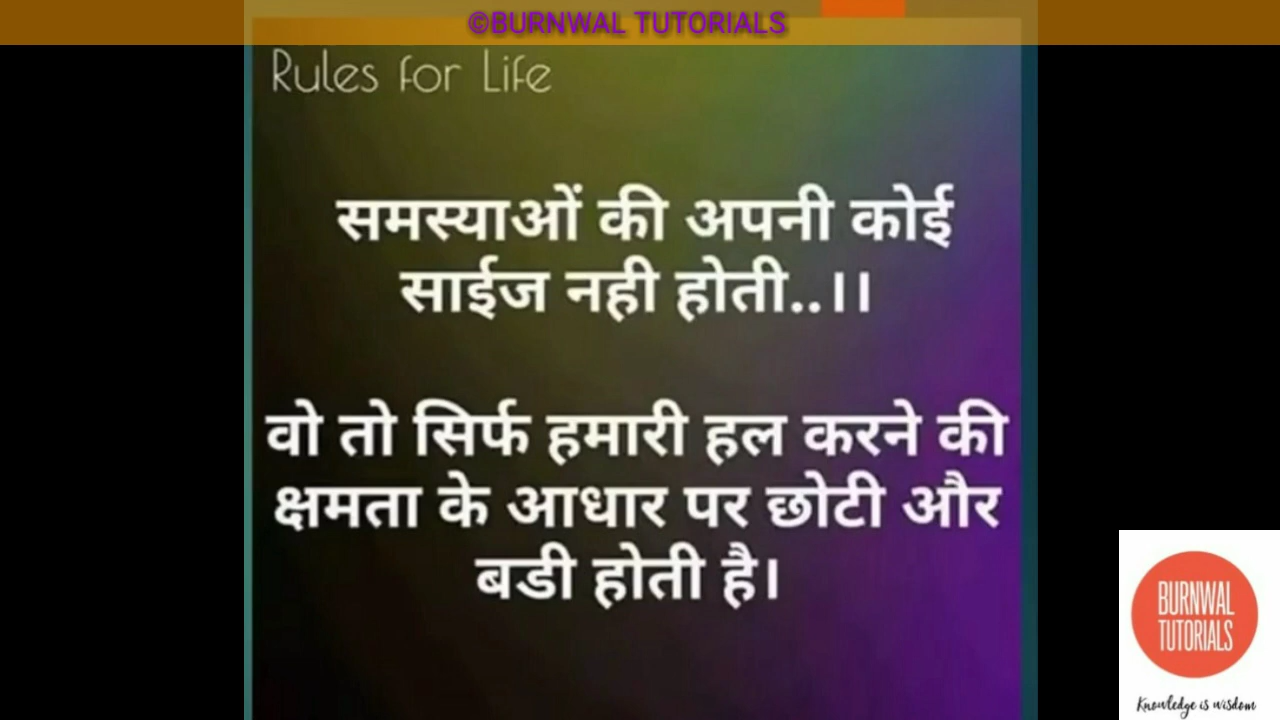 ©BURNWAL TUTORIALS
Rules for Life
समस्याओं की अपनी कोई
साईज नही होती..।।
वो तो सिर्फ हमारी हल करने की
क्षमता के आधार पर छोटी और
बडी होती है।
BURNWAL
TUTORIALS
Knowledge is wisdom